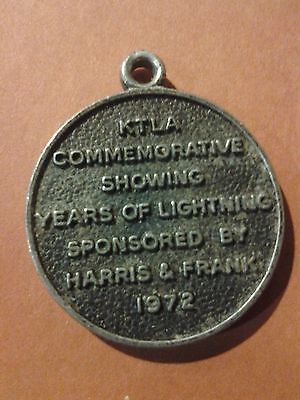 KTLA
COMMEMORATIVE
SHOWING
YEARS OF LIGHTNING
SPONSORED BY
HARRIS & FRANK
1972